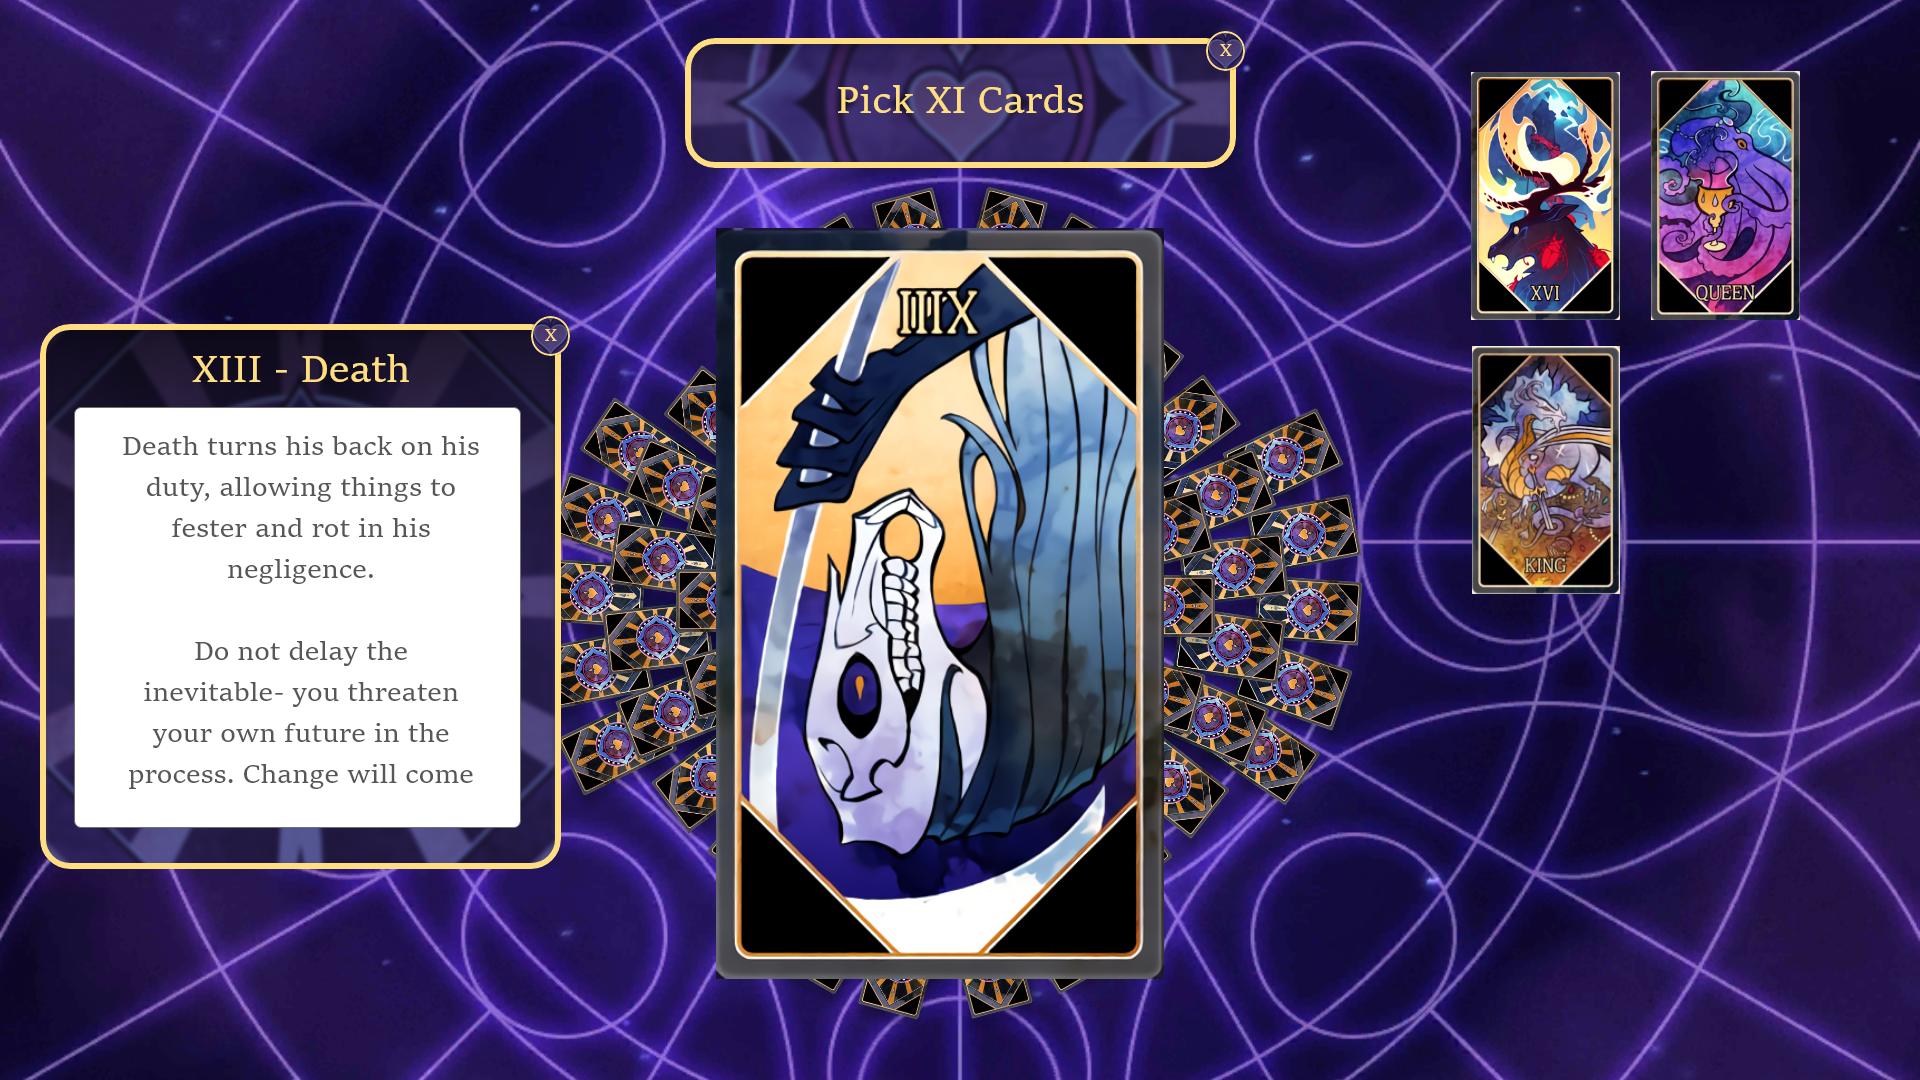 Pick XI Cards
X
XVI
QUEEN
KING
XIII - Death
X
Death turns his back on his
duty, allowing things to
fester and rot in his
negligence.
Do not delay the
inevitable- you threaten
your own future in the
process. Change will come
XIII